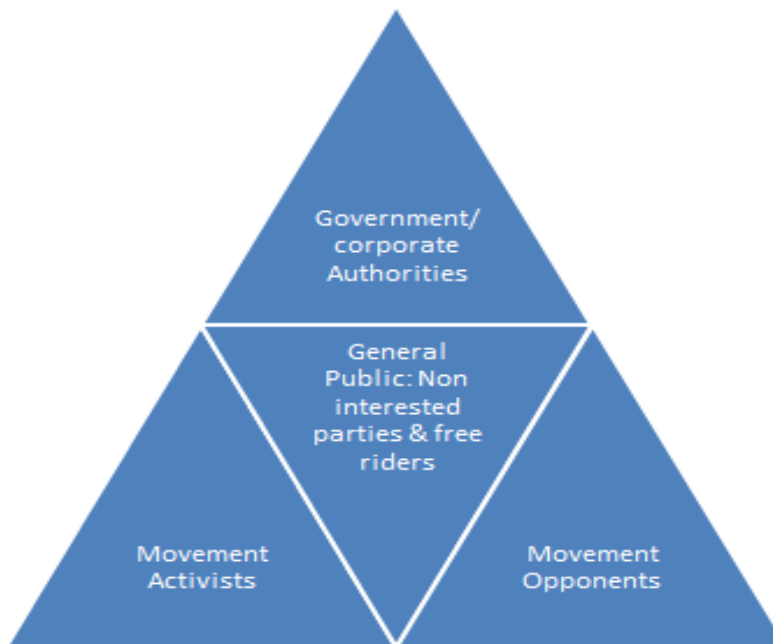 Government/
corporate
Authorities
General
Public: Non
interested
parties & free
riders
Movement
Activists
Movement
Opponents